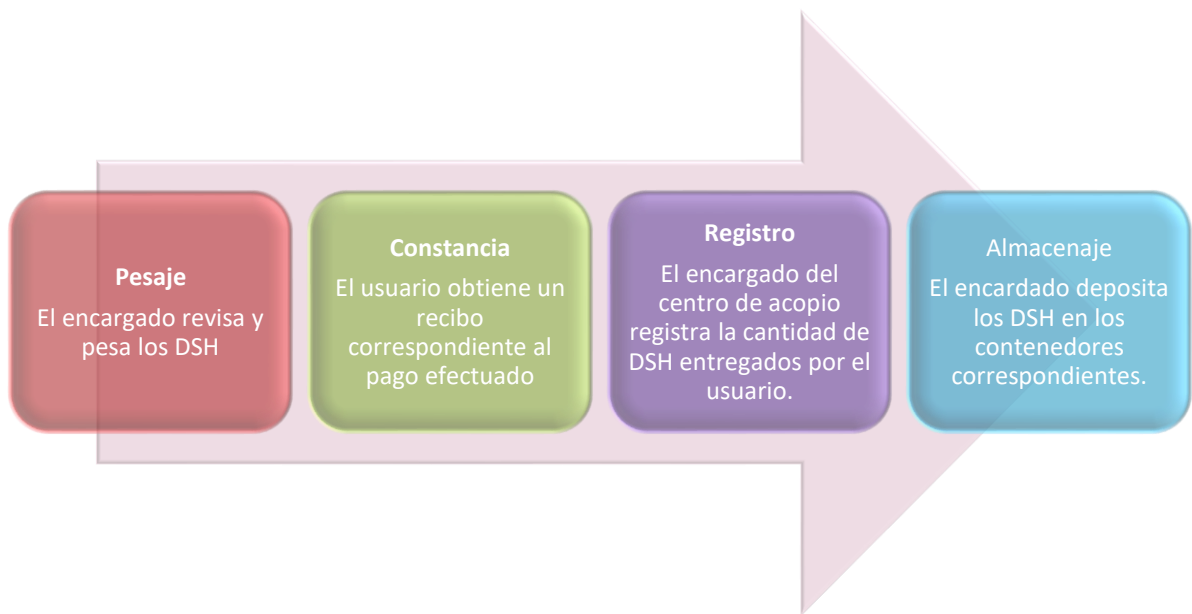 Pesaje
El encargado revisa y
pesa los DSH
Constancia
El usuario obtiene un
recibo
correspondiente al
pago efectuado
Registro
El encargado del
centro de acopio
registra la cantidad de
DSH entregados por el
usuario.
Almacenaje
El encardado deposita
los DSH en los
contenedores
correspondientes.